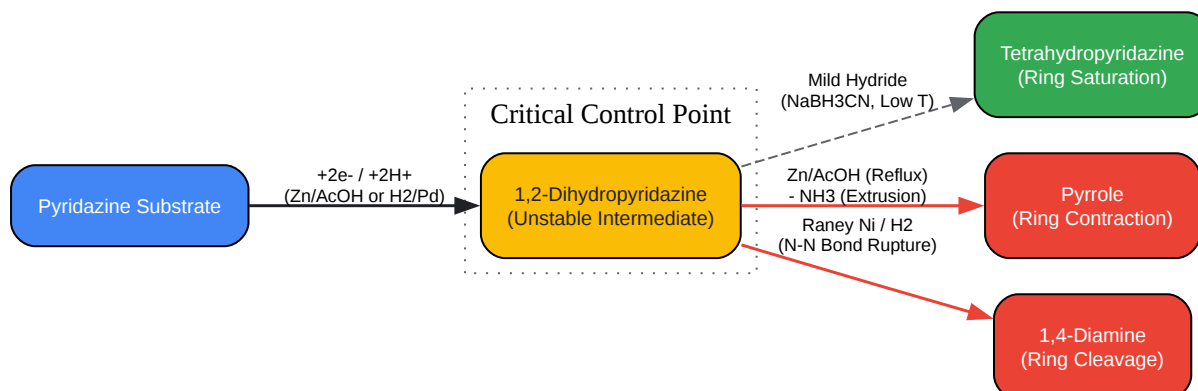 Pyridazine Substrate
+2e- / +2H+
(Zn/AcOH or H2/Pd)
Critical Control Point
1,2-Dihydropyridazine
(Unstable Intermediate)
Mild Hydride
(NaBH3CN, Low T)
Tetrahydropyridazine
(Ring Saturation)
Zn/AcOH (Reflux)
- NH3 (Extrusion)
Pyrrole
(Ring Contraction)
Raney Ni / H2
(N-N Bond Rupture)
1,4-Diamine
(Ring Cleavage)